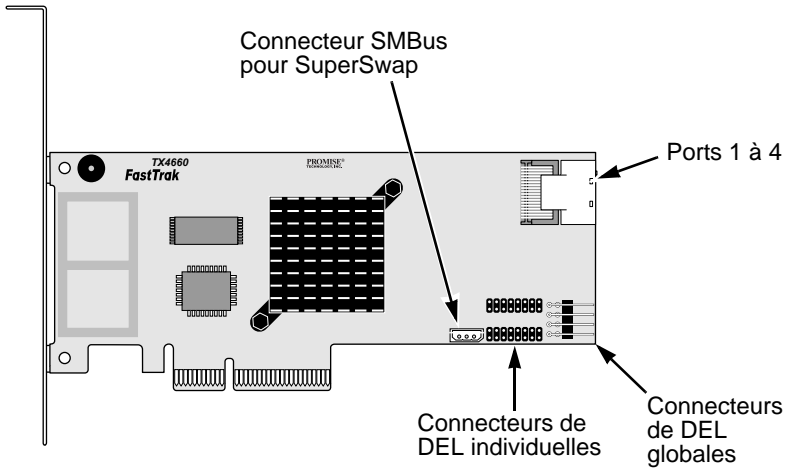 Connecteur SMBus
pour SuperSwap
Ports 1 à 4
TX4660
FastTrak
PROMISE®
TECHNOLOGY, INC.
Connecteurs de
DEL individuelles
Connecteurs
de DEL
globales